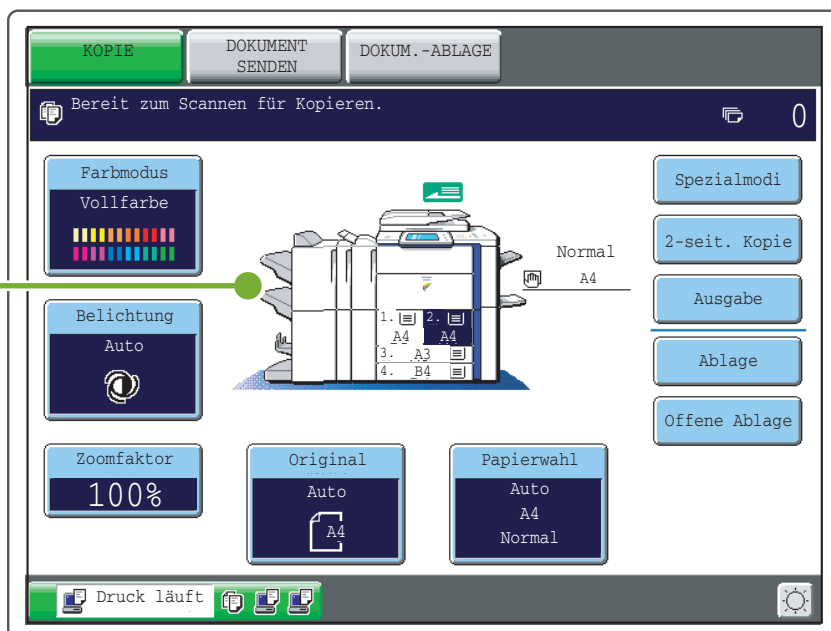 KOPIE
DOKUMENT
SENDEN
DOKUM.-ABLAGE
Bereit zum Scannen für Kopieren.
0
Farbmodus
Vollfarbe
Belichtung
Auto
Zoomfaktor
100%
Normal
A4
1.
A4
2.
A4
3. A3
4. B4
Original
Auto
A4
Papierwahl
Auto
A4
Normal
Spezialmodi
2-seit. Kopie
Ausgabe
Ablage
Offene Ablage
Druck läuft